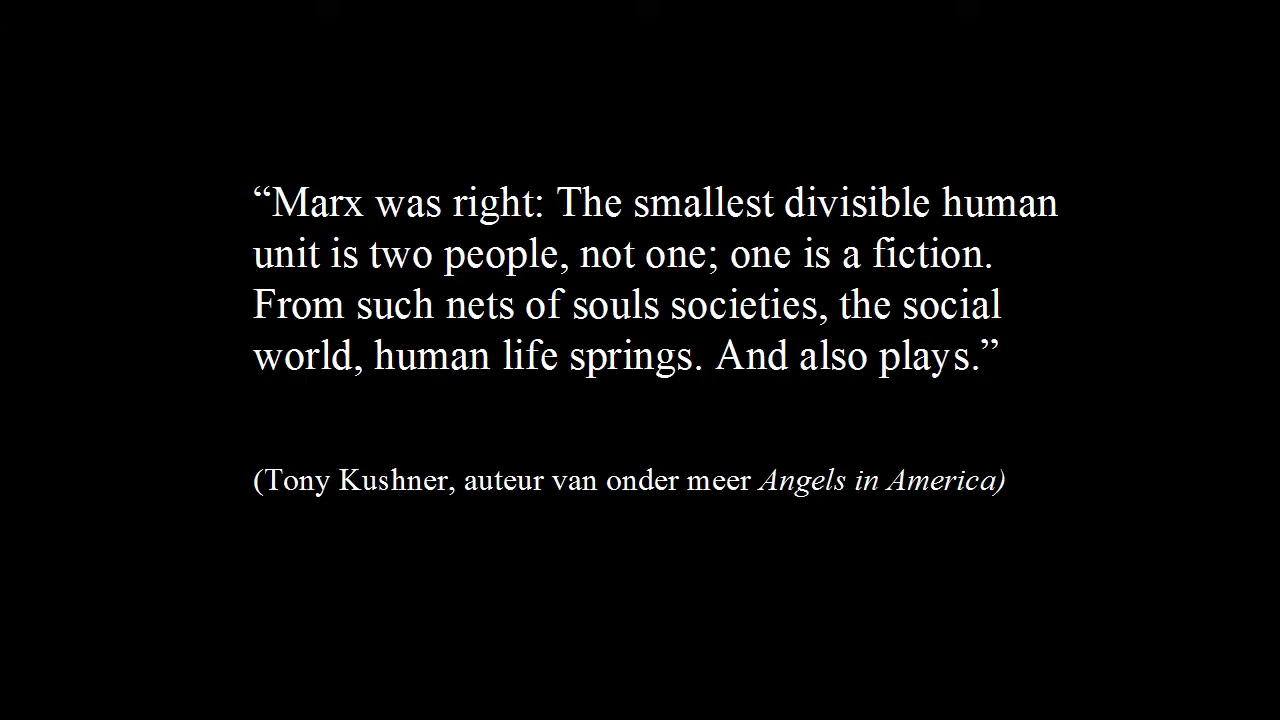 “Marx was right: The smallest divisible human
unit is two people, not one; one is a fiction.
From such nets of souls societies, the social
world, human life springs. And also plays.”
(Tony Kushner, auteur van onder meer Angels in America)